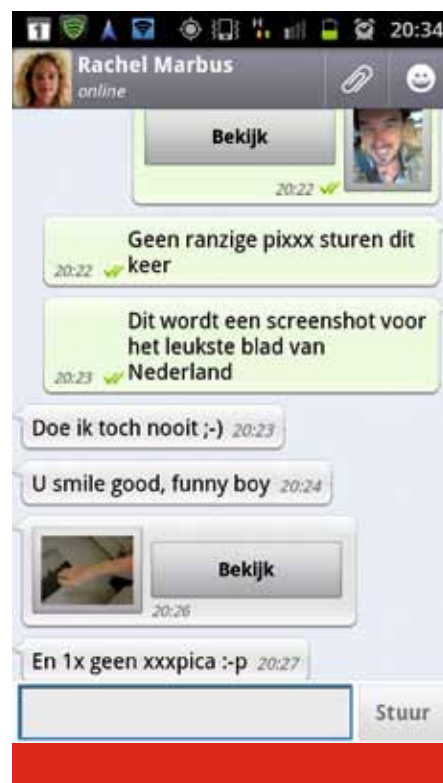 1
20:34
Rachel Marbus
online
Bekijk
20:22
Geen ranzige pixxx sturen dit
20:22 keer
Dit wordt een screenshot voor
het leukste blad van
20:23 Nederland
Doe ik toch nooit ;-) 20:23
U smile good, funny boy 20:24
Bekijk
20:26
En 1x geen xxxpica :-p 20:27
Stuur